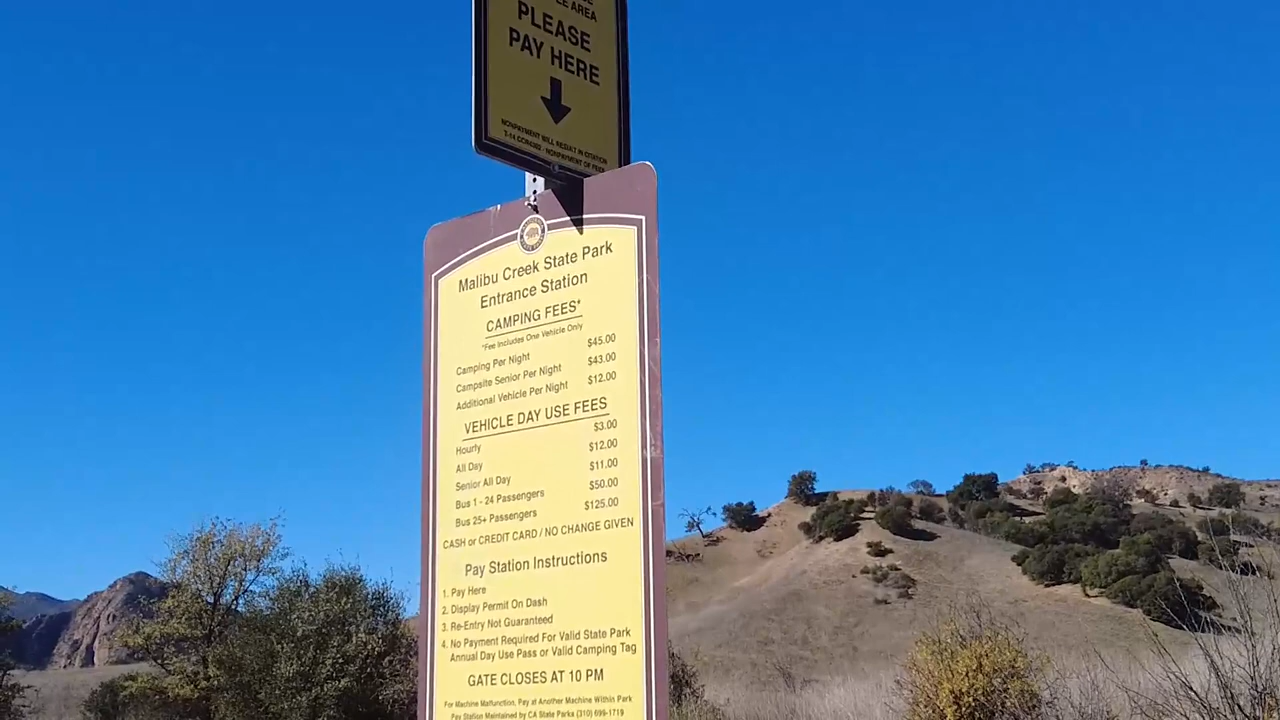 AREA
PLEASE
PAY HERE
NONPAYMENT WILL RESULT IN CITATION
Malibu Creek State Park
Entrance Station
CAMPING FEES*
*Fee Includes One Vehicle Only
Camping Per Night $45.00
Campsite Senior Per Night $43.00
Additional Vehicle Per Night $12.00
VEHICLE DAY USE FEES
Hourly $3.00
All Day $12.00
Senior All Day $11.00
Bus 1 - 24 Passengers $50.00
Bus 25+ Passengers $125.00
CASH or CREDIT CARD / NO CHANGE GIVEN
Pay Station Instructions
1. Pay Here
2. Display Permit On Dash
3. Re-Entry Not Guaranteed
4. No Payment Required For Valid State Park
Annual Day Use Pass or Valid Camping Tag
GATE CLOSES AT 10 PM
For Machine Malfunction, Pay at Another Machine Within Park
Pay Station Maintained by CA State Parks (310) 699-1719